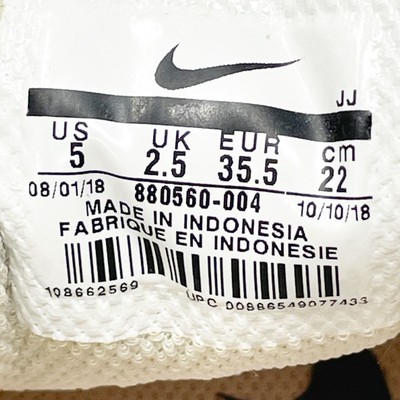 JJ
US UK EUR cm
5 2.5 35.5 22
08/01/18 880560-004 10/10/18
MADE IN INDONESIA
FABRIQUE EN INDONESIE
108662569 UPC 00886549077433